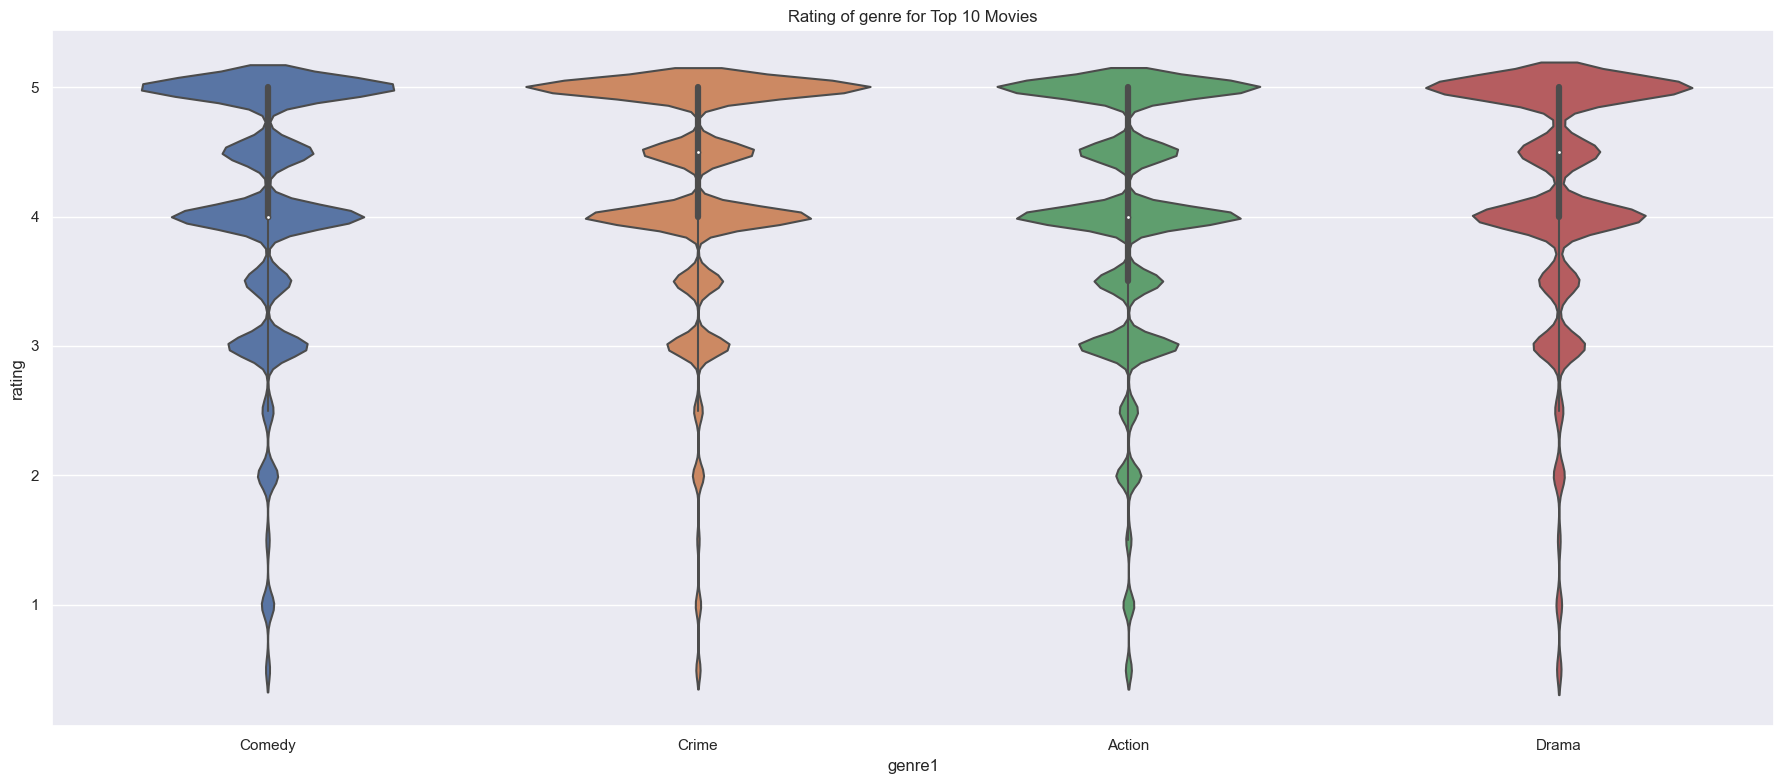 Rating of genre for Top 10 Movies
5
4
3
2
1
rating
Comedy Crime Action Drama
genre1